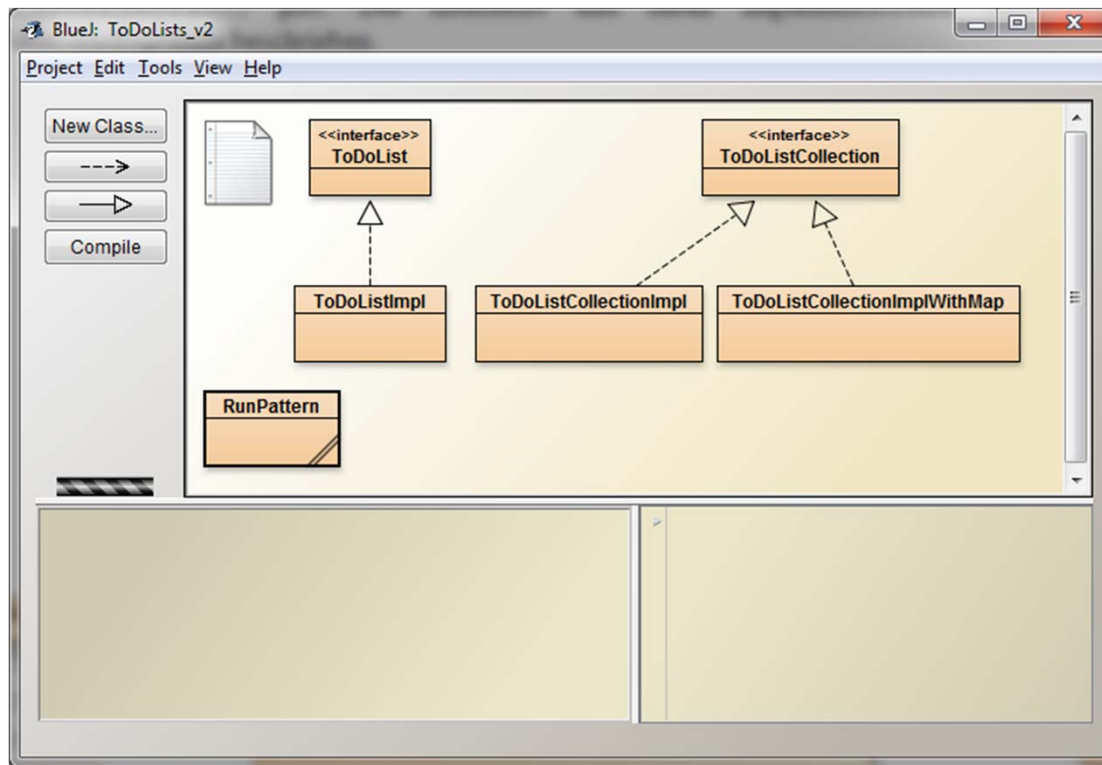 BlueJ: ToDoLists_v2
Project Edit Tools View Help
New Class...
Compile
<<interface>>
ToDoList
<<interface>>
ToDoListCollection
ToDoListImpl
ToDoListCollectionImpl
ToDoListCollectionImplWithMap
RunPattern